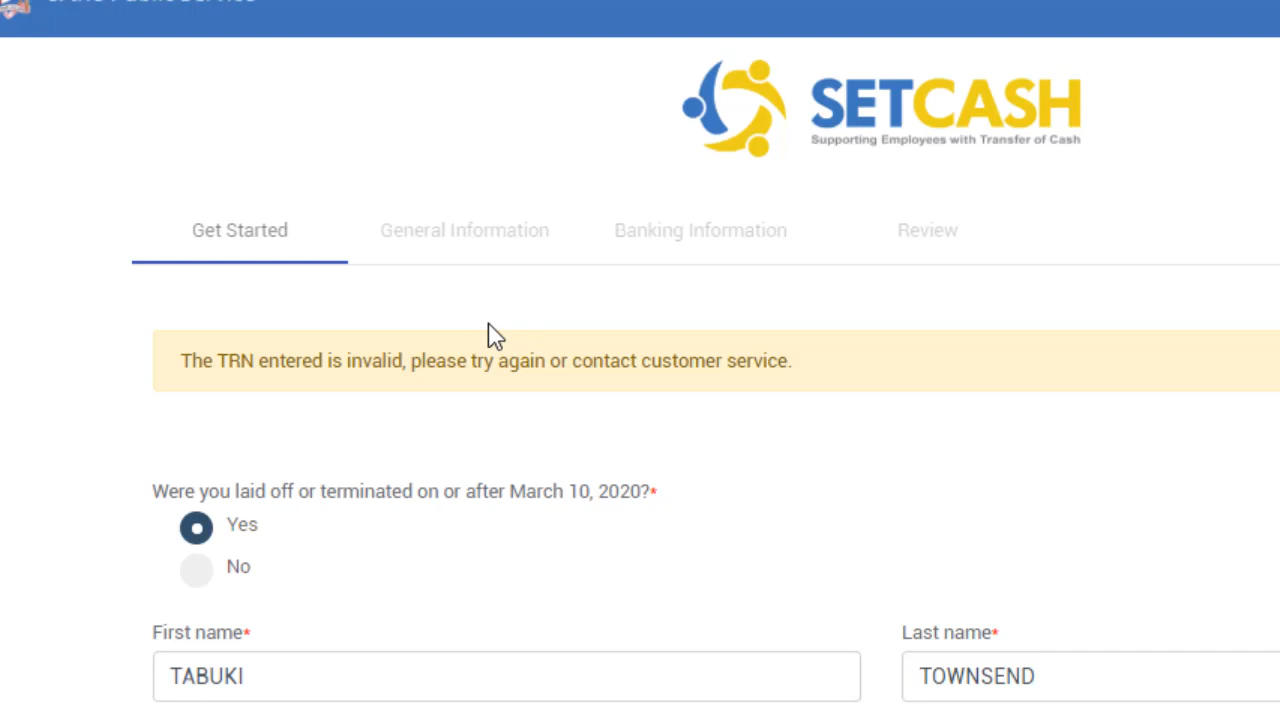 SETCASH
Supporting Employees with Transfer of Cash
Get Started General Information Banking Information Review
The TRN entered is invalid, please try again or contact customer service.
Were you laid off or terminated on or after March 10, 2020?*
Yes
No
First name* Last name*
TABUKI TOWNSEND